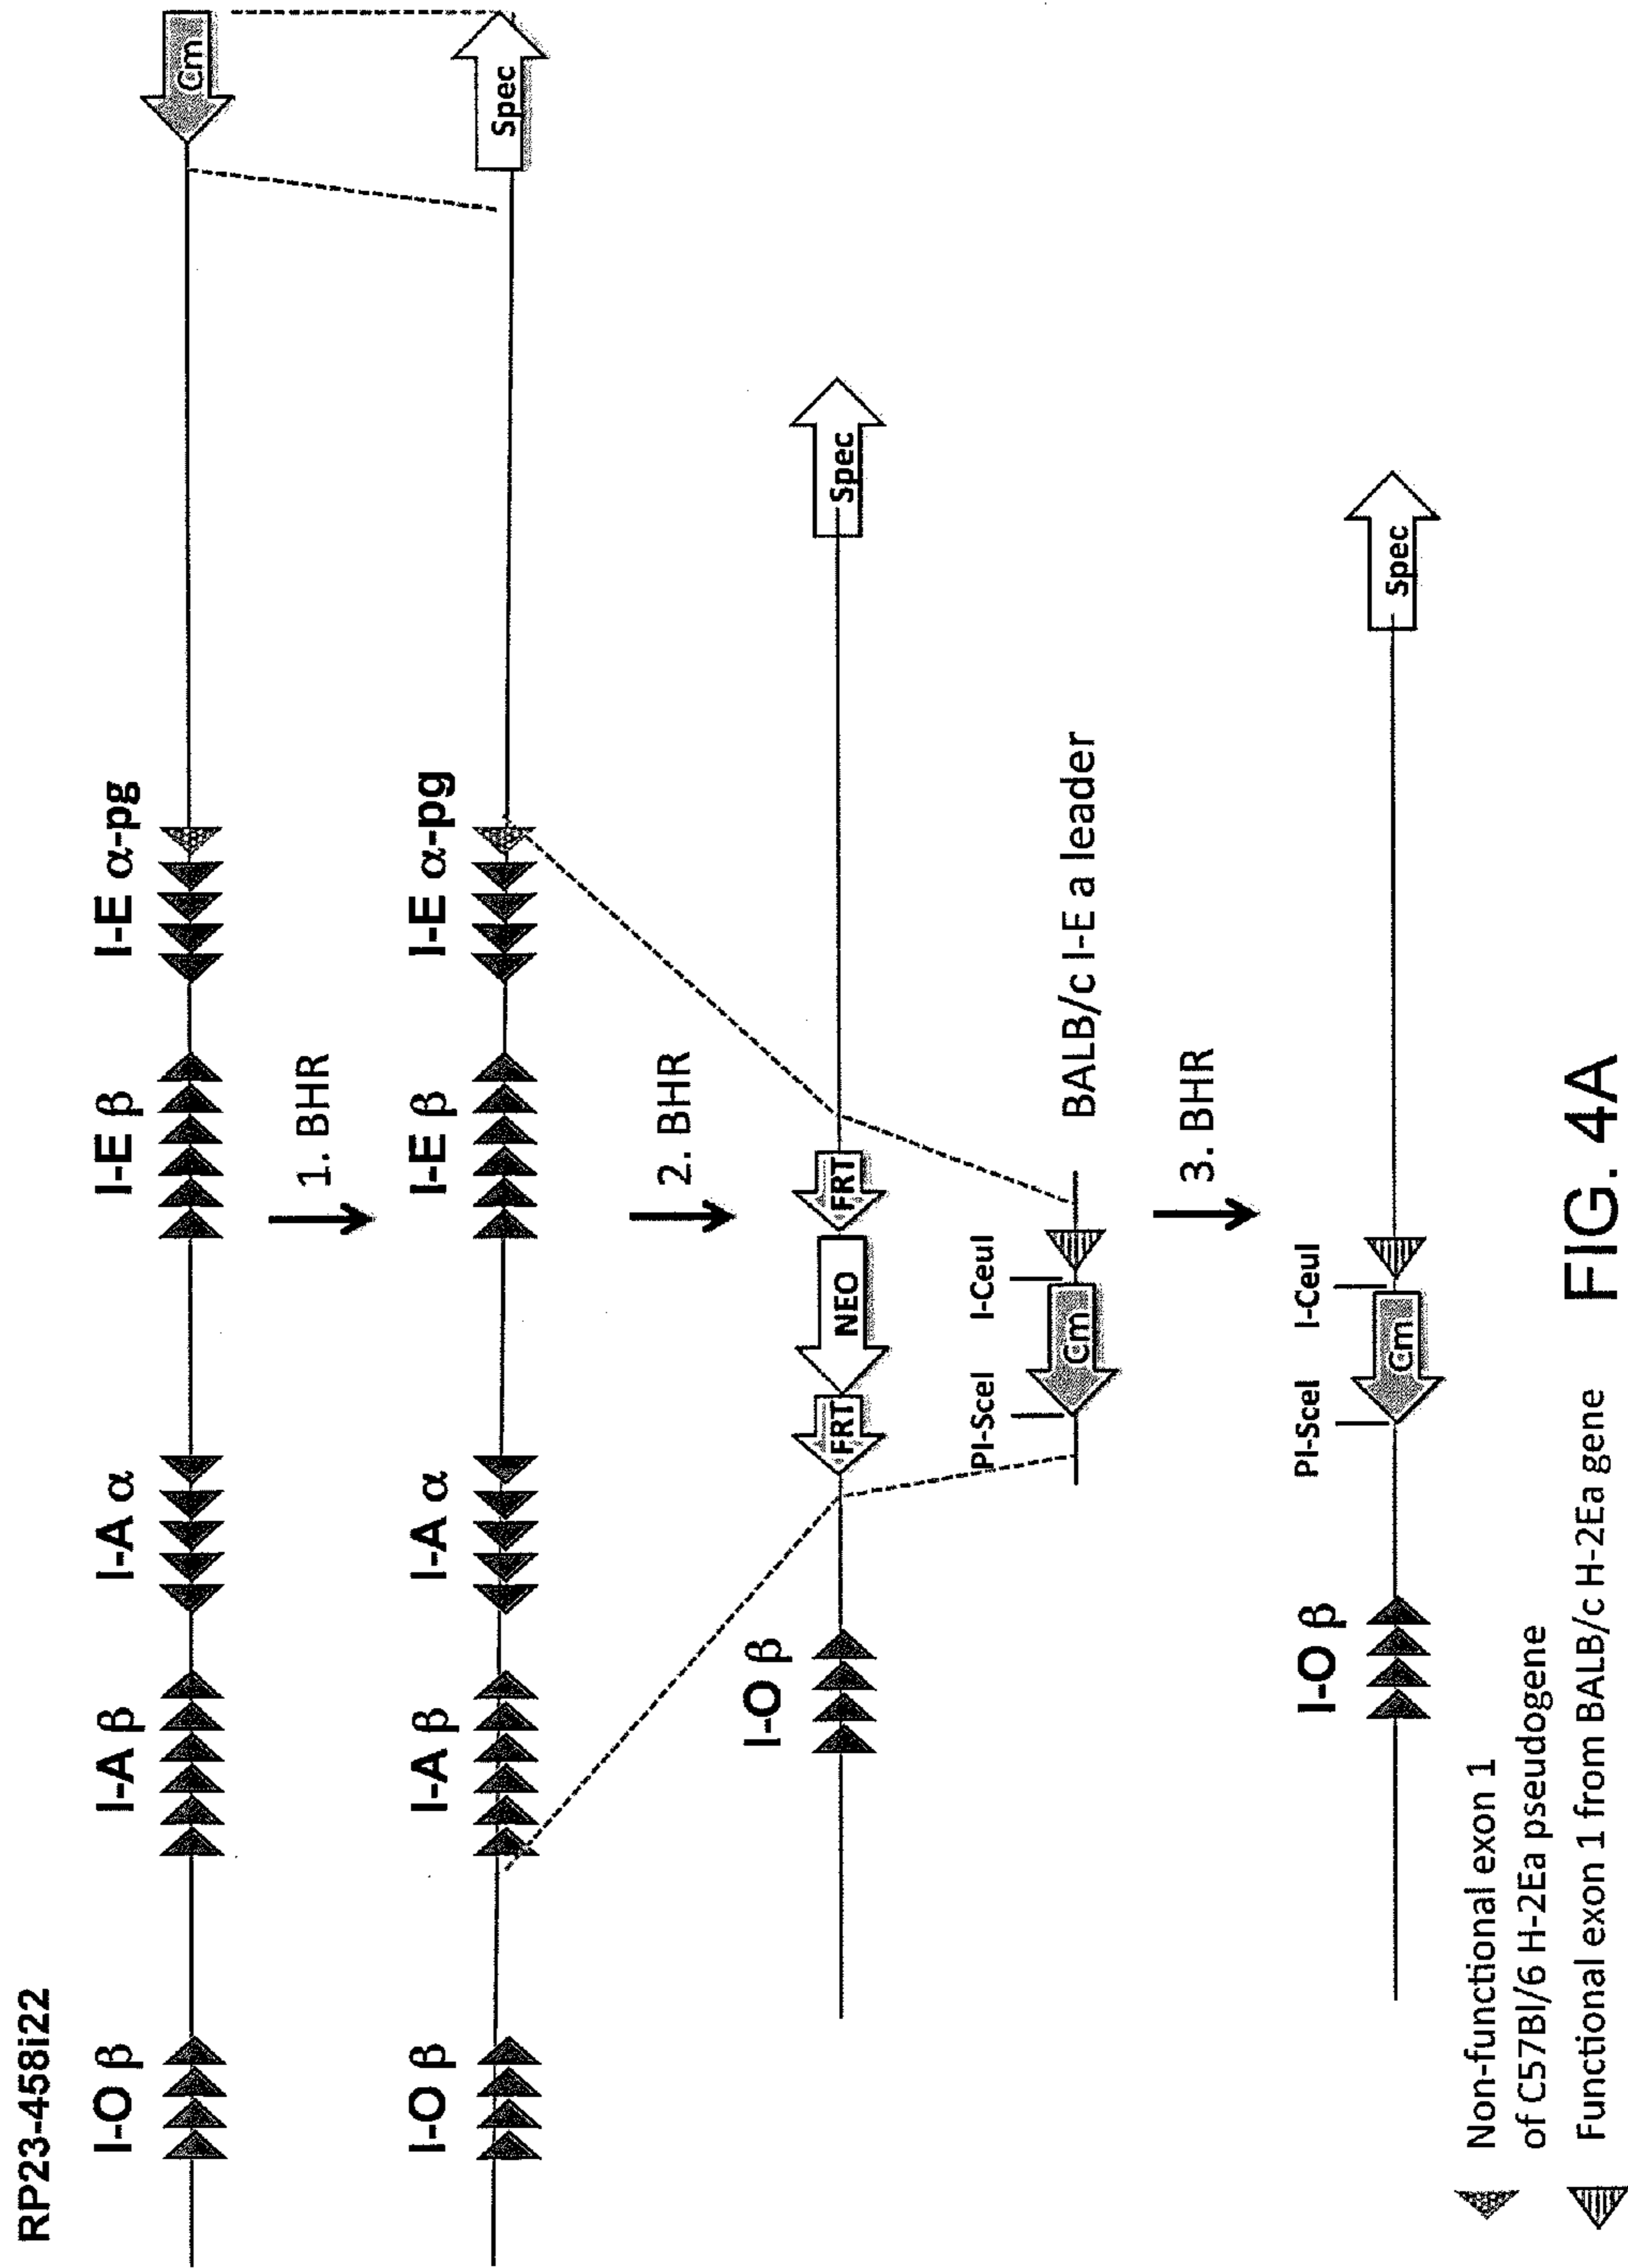 RP23-458i22
I-O β
I-A β
I-A α
I-E β
I-E α-pg
Cm
1. BHR
I-O β
I-A β
I-A α
I-E β
I-E α-pg
Spec
2. BHR
I-O β
FRT
NEO
FRT
Spec
PI-SceI
I-CeuI
Cm
BALB/c I-E a leader
3. BHR
I-O β
PI-SceI
I-CeuI
Cm
Spec
Non-functional exon 1
of C57Bl/6 H-2Ea pseudogene
Functional exon 1 from BALB/c H-2Ea gene
FIG. 4A